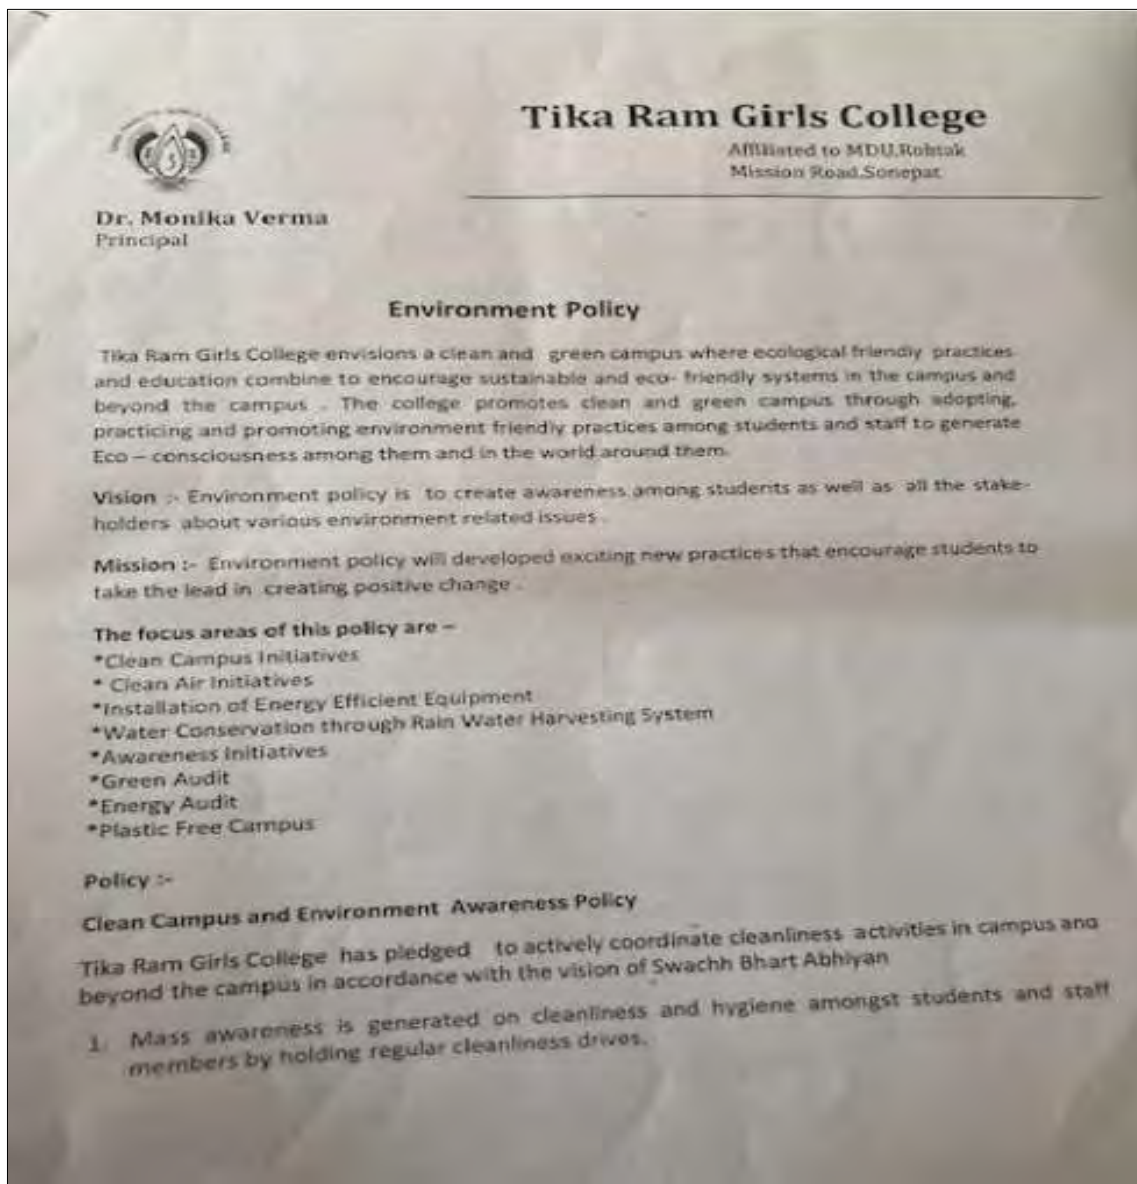 Tika Ram Girls College
Affiliated to MDU,Rohtak
Mission Road,Sonepat
Dr. Monika Verma
Principal
Environment Policy
Tika Ram Girls College envisions a clean and green campus where ecological friendly practices
and education combine to encourage sustainable and eco- friendly systems in the campus and
beyond the campus . The college promotes clean and green campus through adopting,
practicing and promoting environment friendly practices among students and staff to generate
Eco – consciousness among them and in the world around them.
Vision :- Environment policy is to create awareness among students as well as all the stake-
holders about various environment related issues .
Mission :- Environment policy will developed exciting new practices that encourage students to
take the lead in creating positive change .
The focus areas of this policy are –
*Clean Campus Initiatives
* Clean Air Initiatives
*Installation of Energy Efficient Equipment
*Water Conservation through Rain Water Harvesting System
*Awareness Initiatives
*Green Audit
*Energy Audit
*Plastic Free Campus
Policy :-
Clean Campus and Environment Awareness Policy
Tika Ram Girls College has pledged to actively coordinate cleanliness activities in campus and
beyond the campus in accordance with the vision of Swachh Bhart Abhiyan
1. Mass awareness is generated on cleanliness and hygiene amongst students and staff
members by holding regular cleanliness drives.